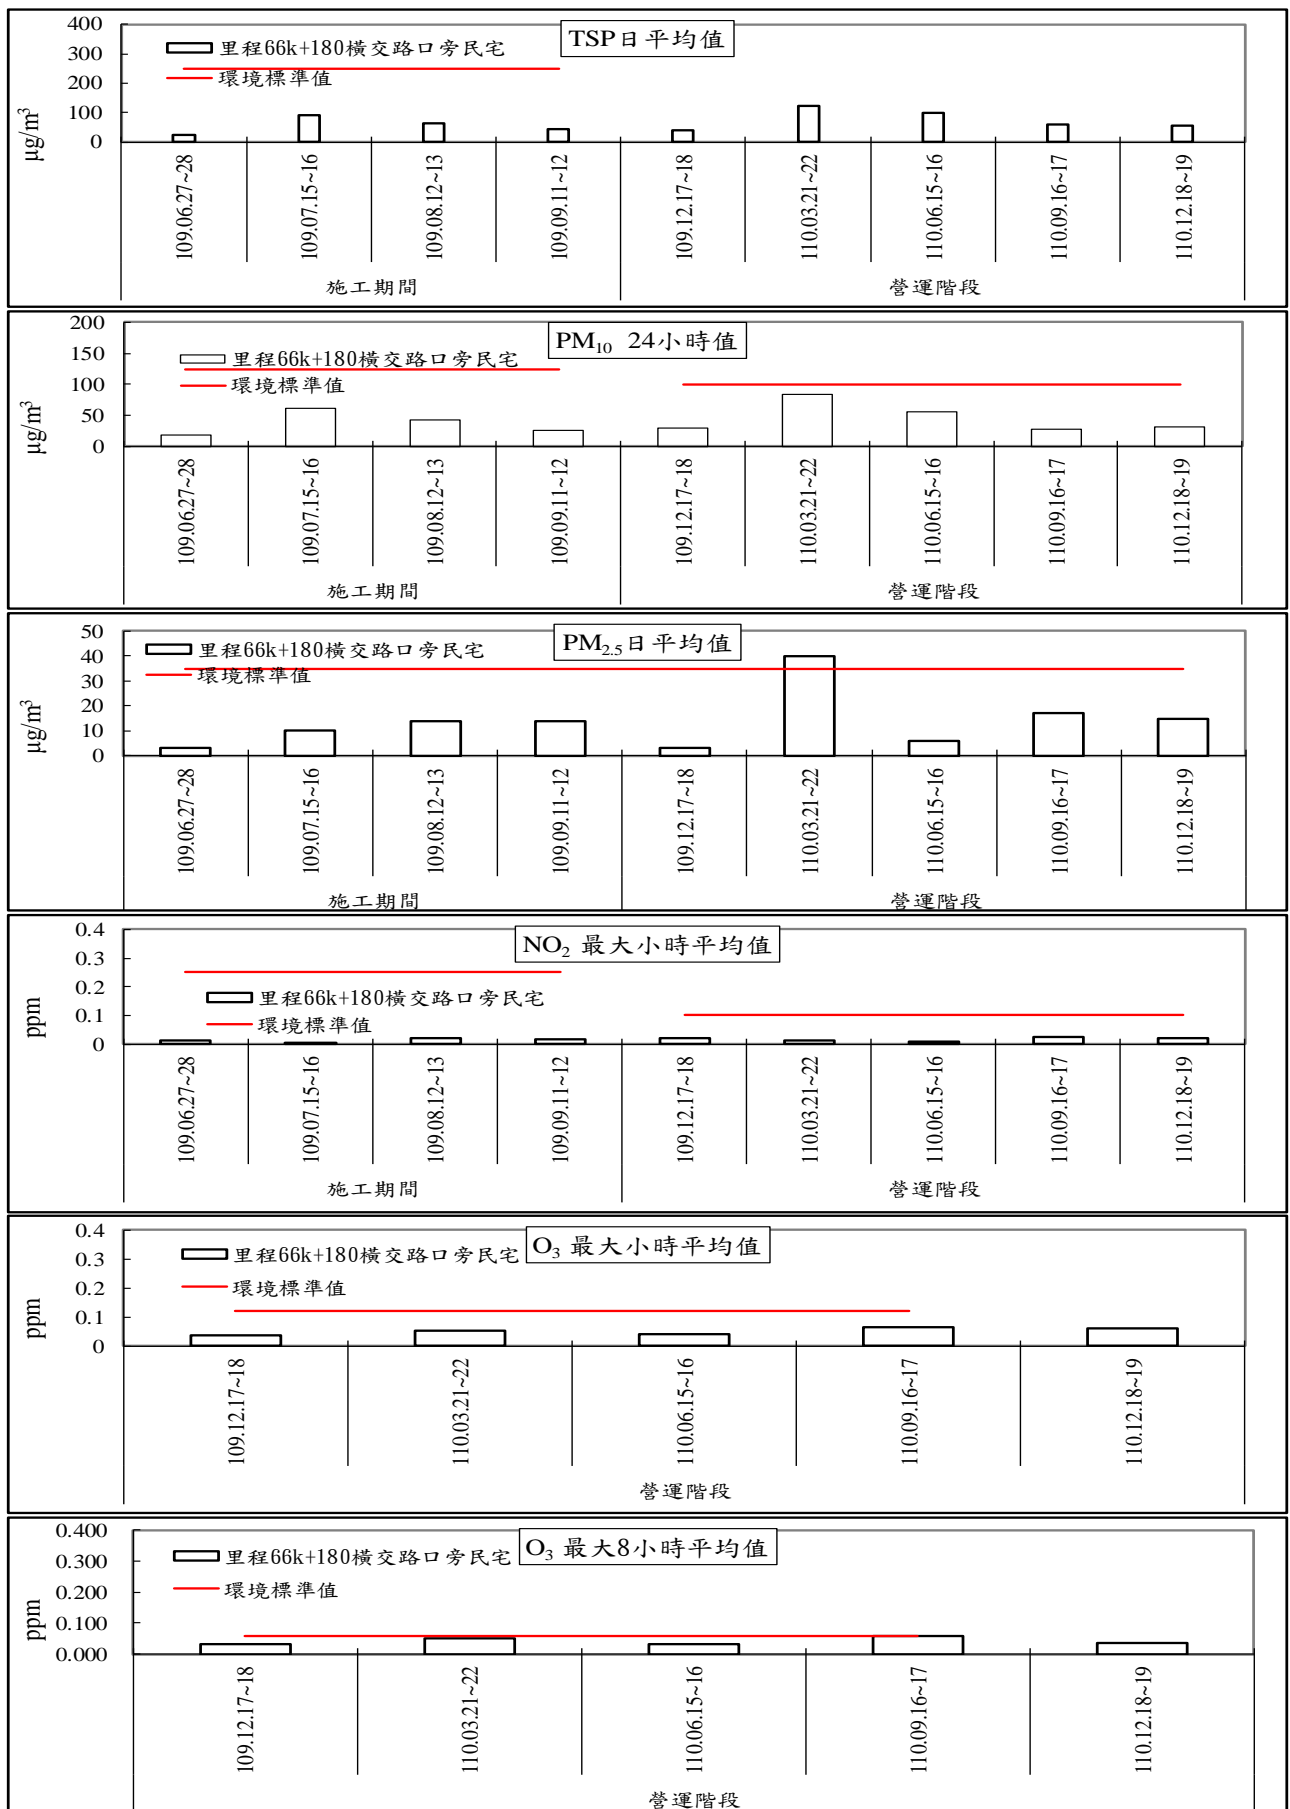 TSP日平均值
里程66k+180橫交路口旁民宅
環境標準值
400
300
200
100
0
μg/m³
109.06.27~28
109.07.15~16
109.08.12~13
109.09.11~12
109.12.17~18
110.03.21~22
110.06.15~16
110.09.16~17
110.12.18~19
施工期間
營運階段
PM₁₀ 24小時值
里程66k+180橫交路口旁民宅
環境標準值
200
150
100
50
0
μg/m³
109.06.27~28
109.07.15~16
109.08.12~13
109.09.11~12
109.12.17~18
110.03.21~22
110.06.15~16
110.09.16~17
110.12.18~19
施工期間
營運階段
PM₂.₅日平均值
里程66k+180橫交路口旁民宅
環境標準值
50
40
30
20
10
0
μg/m³
109.06.27~28
109.07.15~16
109.08.12~13
109.09.11~12
109.12.17~18
110.03.21~22
110.06.15~16
110.09.16~17
110.12.18~19
施工期間
營運階段
NO₂ 最大小時平均值
里程66k+180橫交路口旁民宅
環境標準值
0.4
0.3
0.2
0.1
0
ppm
109.06.27~28
109.07.15~16
109.08.12~13
109.09.11~12
109.12.17~18
110.03.21~22
110.06.15~16
110.09.16~17
110.12.18~19
施工期間
營運階段
O₃ 最大小時平均值
里程66k+180橫交路口旁民宅
環境標準值
0.4
0.3
0.2
0.1
0
ppm
109.12.17~18
110.03.21~22
110.06.15~16
110.09.16~17
110.12.18~19
營運階段
O₃ 最大8小時平均值
里程66k+180橫交路口旁民宅
環境標準值
0.400
0.300
0.200
0.100
0.000
ppm
109.12.17~18
110.03.21~22
110.06.15~16
110.09.16~17
110.12.18~19
營運階段